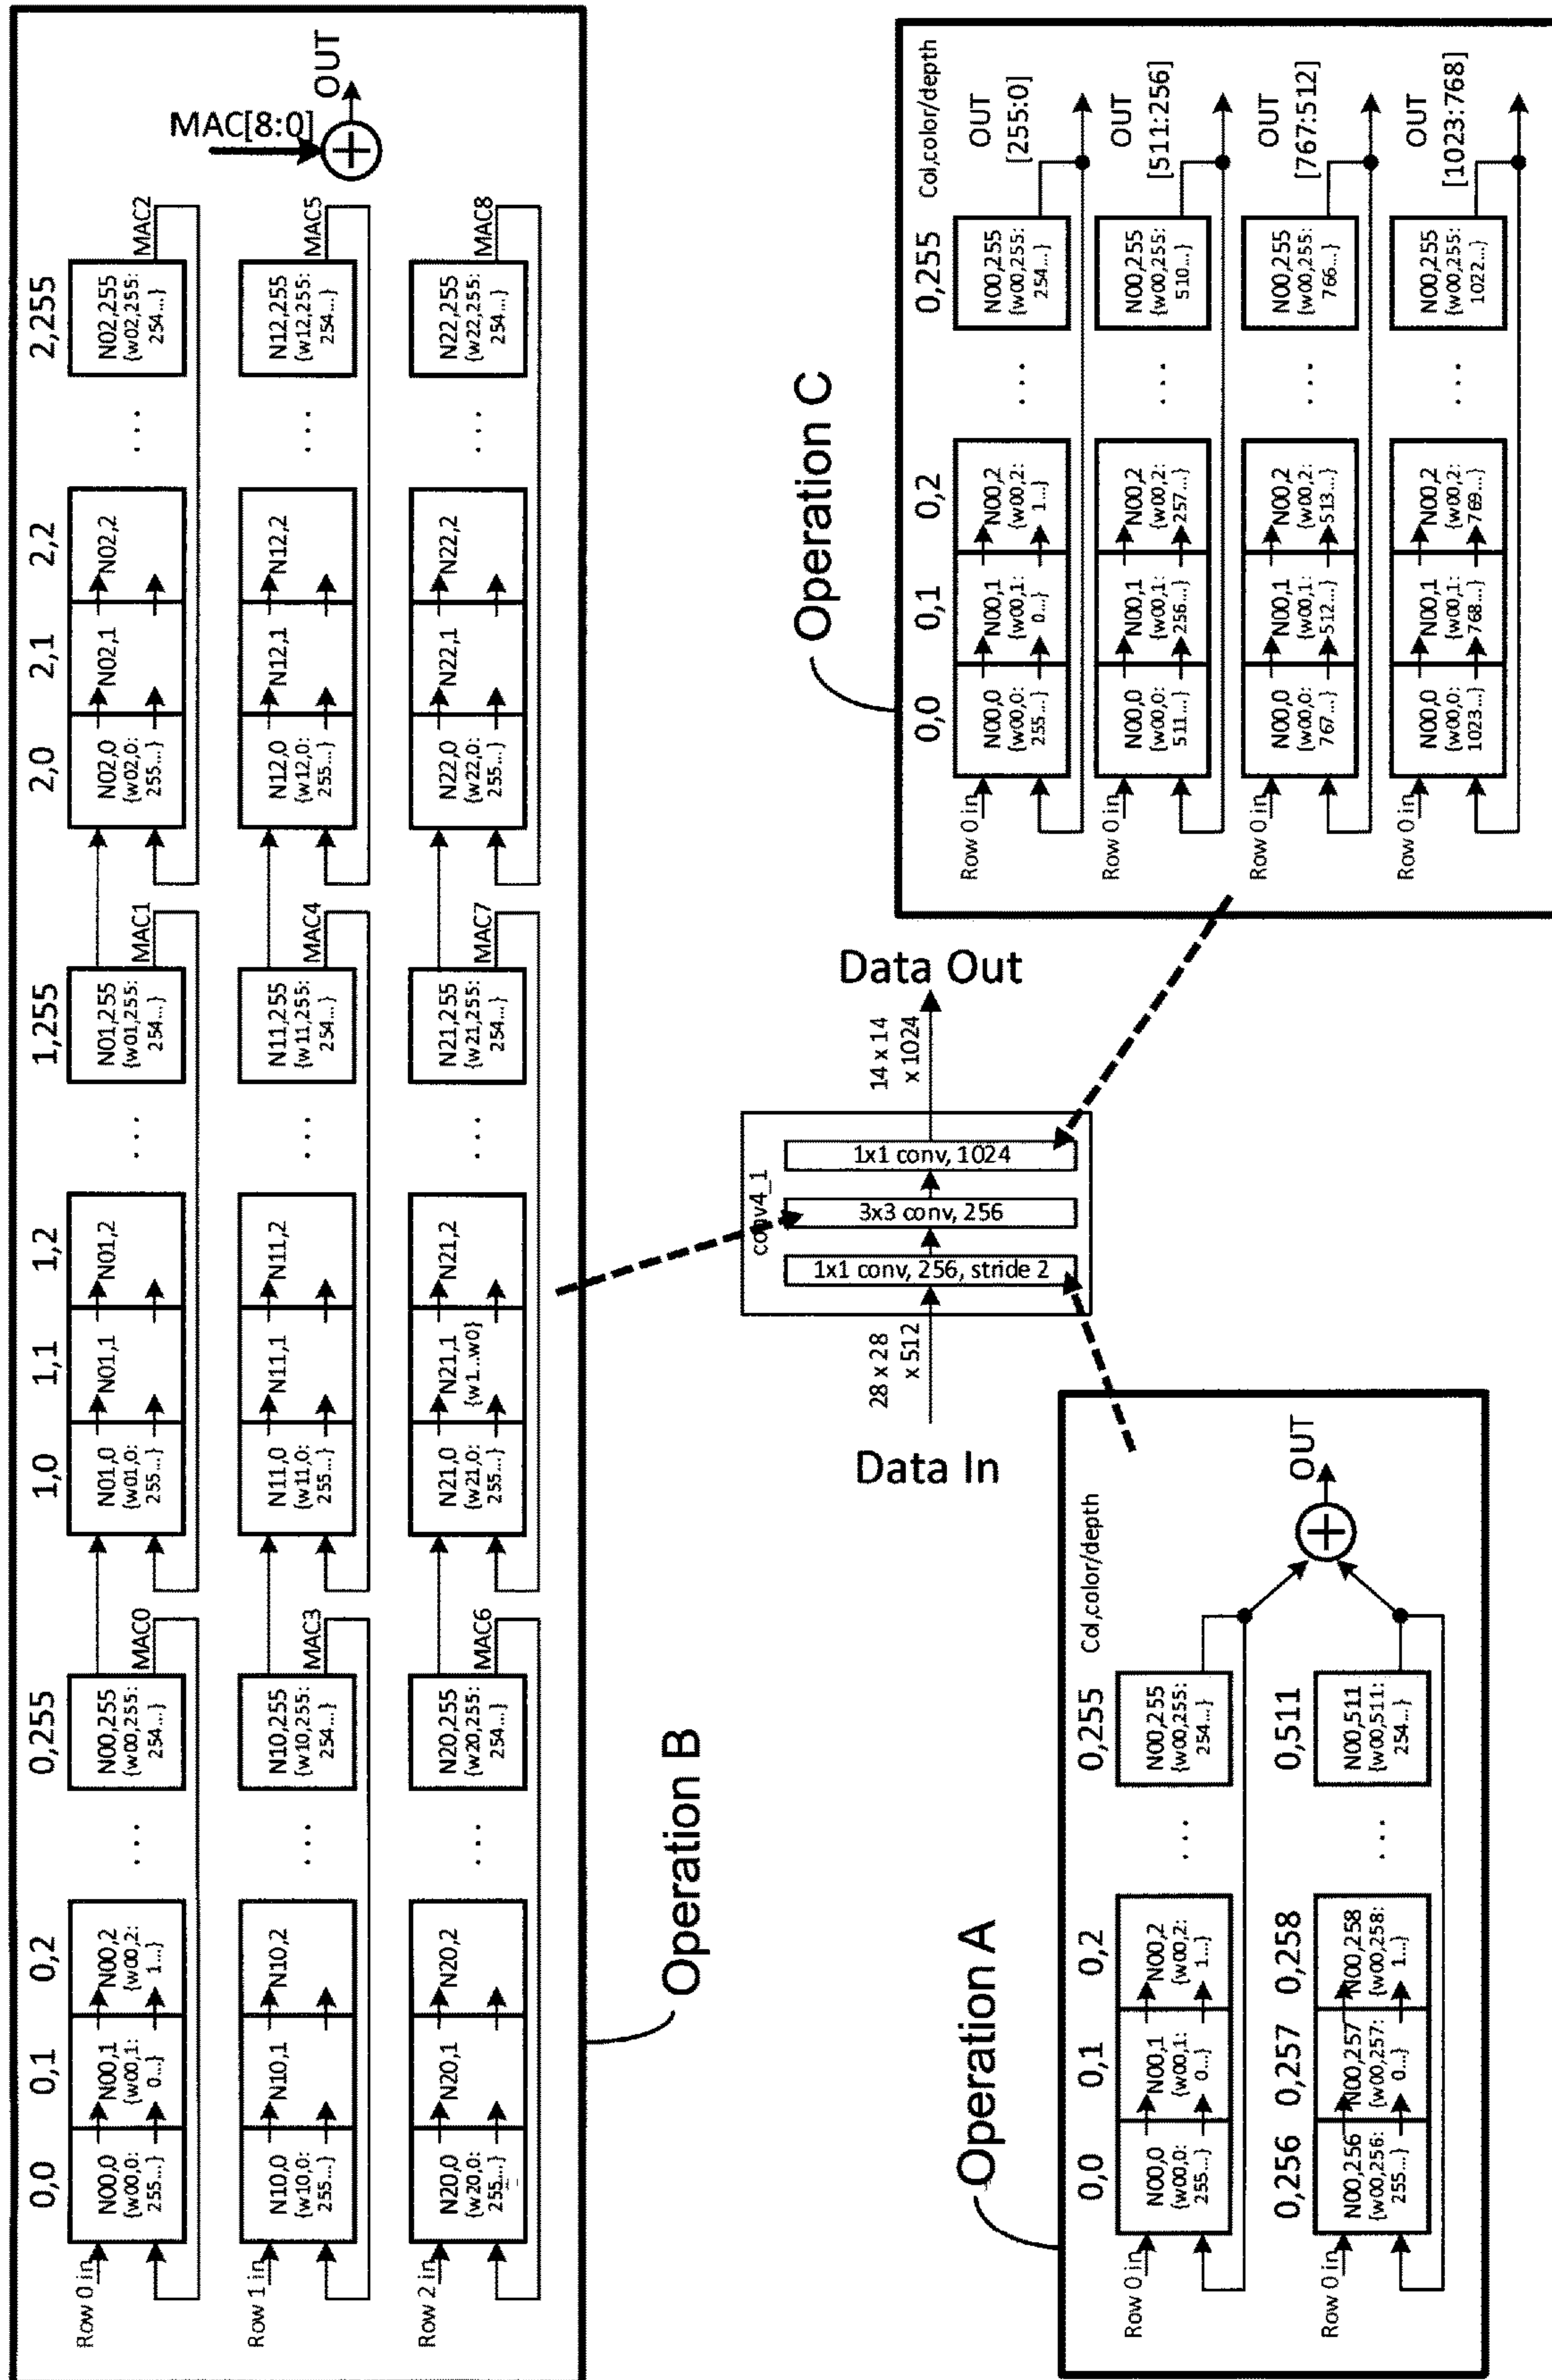 0,0
0,1
0,2
0,255
1,0
1,1
1,2
1,255
2,0
2,1
2,2
2,255
Row 0 in
N00,0
{w00,0:
255...}
N00,1
{w00,1:
0...}
N00,2
{w00,2:
1...}
...
N00,255
{w00,255:
254...}
MAC0
N01,0
{w01,0:
255...}
N01,1
N01,2
...
N01,255
{w01,255:
254...}
MAC1
N02,0
{w02,0:
255...}
N02,1
N02,2
...
N02,255
{w02,255:
254...}
MAC2
MAC[8:0]
OUT
Row 1 in
N10,0
{w10,0:
255...}
N10,1
N10,2
...
N10,255
{w10,255:
254...}
MAC3
N11,0
{w11,0:
255...}
N11,1
N11,2
...
N11,255
{w11,255:
254...}
MAC4
N12,0
{w12,0:
255...}
N12,1
N12,2
...
N12,255
{w12,255:
254...}
MAC5
Row 2 in
N20,0
{w20,0:
255...}
N20,1
N20,2
...
N20,255
{w20,255:
254...}
MAC6
N21,0
{w21,0:
255...}
N21,1
{w1..w0}
N21,2
...
N21,255
{w21,255:
254...}
MAC7
N22,0
{w22,0:
255...}
N22,1
N22,2
...
N22,255
{w22,255:
254...}
MAC8
Operation B
Operation A
0,0
0,1
0,2
0,255
Col,color/depth
Row 0 in
N00,0
{w00,0:
255...}
N00,1
{w00,1:
0...}
N00,2
{w00,2:
1...}
...
N00,255
{w00,255:
254...}
0,256
0,257
0,258
0,511
Row 0 in
N00,256
{w00,256:
255...}
N00,257
{w00,257:
0...}
N00,258
{w00,258:
1...}
...
N00,511
{w00,511:
254...}
OUT
Data In
28 x 28
x 512
conv4_1
1x1 conv, 256, stride 2
3x3 conv, 256
1x1 conv, 1024
14 x 14
x 1024
Data Out
Operation C
0,0
0,1
0,2
0,255
Col,color/depth
Row 0 in
N00,0
{w00,0:
255...}
N00,1
{w00,1:
0...}
N00,2
{w00,2:
1...}
...
N00,255
{w00,255:
254...}
OUT
[255:0]
Row 0 in
N00,0
{w00,0:
511...}
N00,1
{w00,1:
256...}
N00,2
{w00,2:
257...}
...
N00,255
{w00,255:
510...}
OUT
[511:256]
Row 0 in
N00,0
{w00,0:
767...}
N00,1
{w00,1:
512...}
N00,2
{w00,2:
513...}
...
N00,255
{w00,255:
766...}
OUT
[767:512]
Row 0 in
N00,0
{w00,0:
1023...}
N00,1
{w00,1:
768...}
N00,2
{w00,2:
769...}
...
N00,255
{w00,255:
1022...}
OUT
[1023:768]